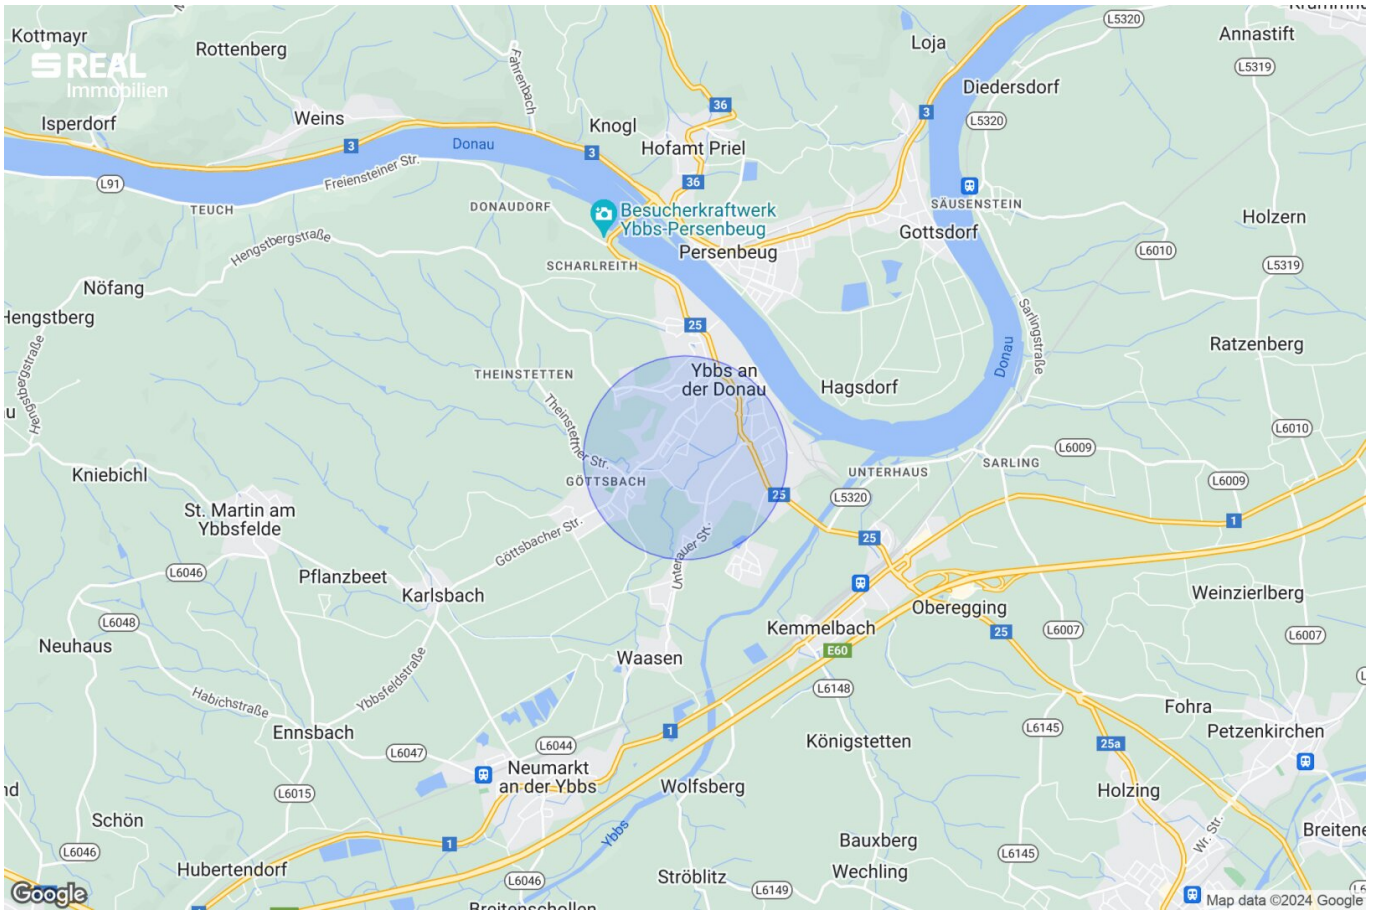 Kottmayr
Rottenberg
Fahrenbach
Loja
L5320
Annastift
L5319
S REAL
Immobilien
Isperdorf
Weins
3
Donau
36
Knogl
Hofamt Priel
3
36
3
Diedersdorf
L5320
L91
TEUCH
Freiensteiner Str.
DONAUDORF
Besucherkraftwerk
Ybbs-Persenbeug
SCHARLREITH
Persenbeug
SÄUSENSTEIN
Gottsdorf
Holzern
L6010
L5319
Hengstbergstraße
Nöfang
Hengstberg
Hengstbergstraße
25
Sarlingstraße
Donau
Ratzenberg
THEINSTETTEN
Theinstettner Str.
Ybbs an
der Donau
Hagsdorf
L6010
L6009
Kniebichl
GÖTTSBACH
UNTERHAUS
SARLING
L6009
25
L5320
1
St. Martin am
Ybbsfelde
Göttsbacher Str.
Unterauer Str.
25
L6046
Pflanzbeet
Karlsbach
Weinzierlberg
Oberegging
L6048
Neuhaus
Kemmelbach
E60
25
L6007
L6007
Waasen
L6148
Habichstraße
Ybbsfeldstraße
Ennsbach
L6047
L6044
1
Königstetten
L6145
Fohra
Petzenkirchen
25a
Neumarkt
an der Ybbs
Wolfsberg
Holzing
L6015
Schön
Ybbs
Wr. Str.
L6046
1
Bauxberg
Wechling
L6145
Hubertendorf
L6046
Ströblitz
L6149
Breitenschollen
Google
Map data ©2024 Google